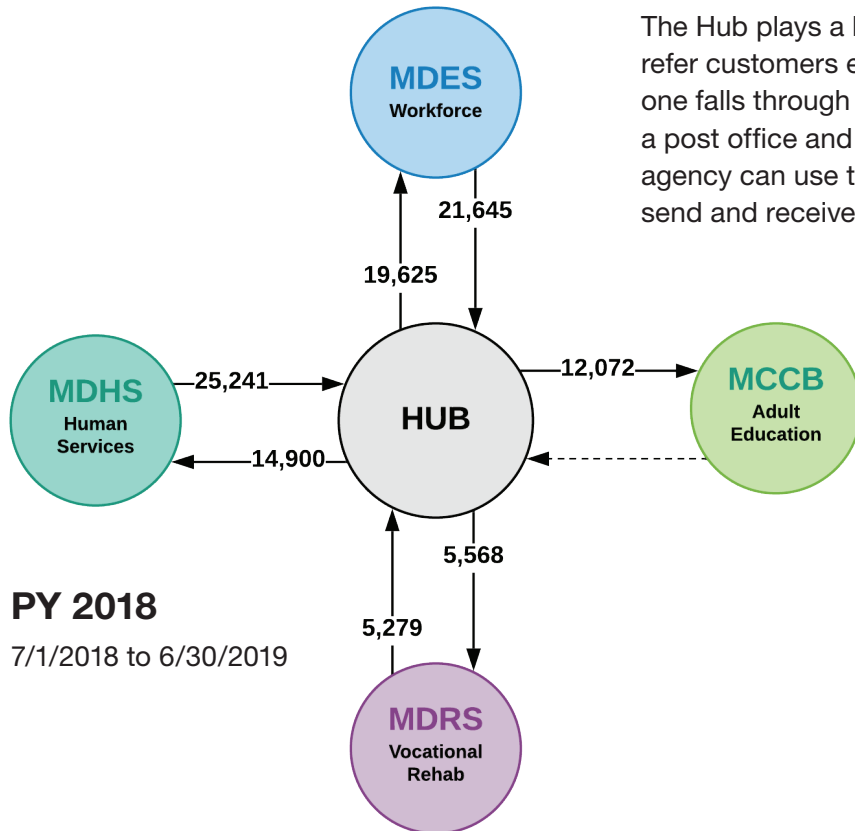 The Hub plays a
refer customers
one falls through
a post office and
agency can use
send and receive
MDES
Workforce
21,645
19,625
MDHS
Human
Services
25,241
14,900
HUB
12,072
MCCB
Adult
Education
5,568
5,279
PY 2018
7/1/2018 to 6/30/2019
MDRS
Vocational
Rehab